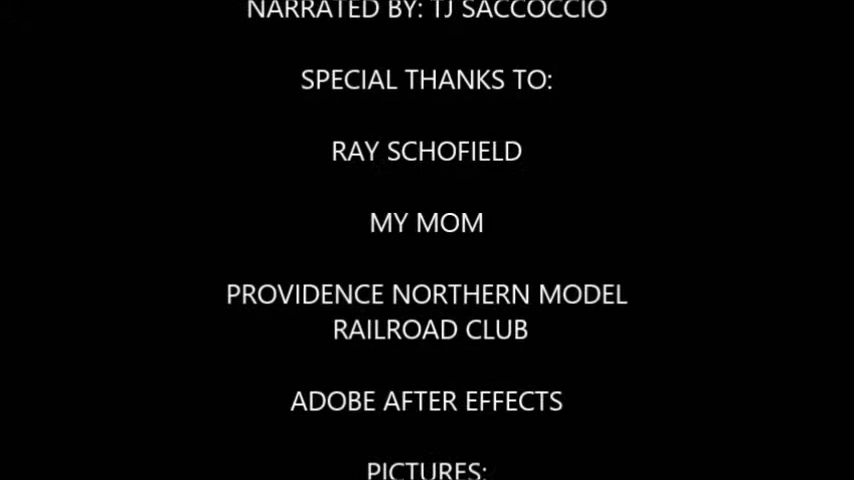 NARRATED BY: TJ SACCOCCIO
SPECIAL THANKS TO:
RAY SCHOFIELD
MY MOM
PROVIDENCE NORTHERN MODEL
RAILROAD CLUB
ADOBE AFTER EFFECTS
PICTURES: